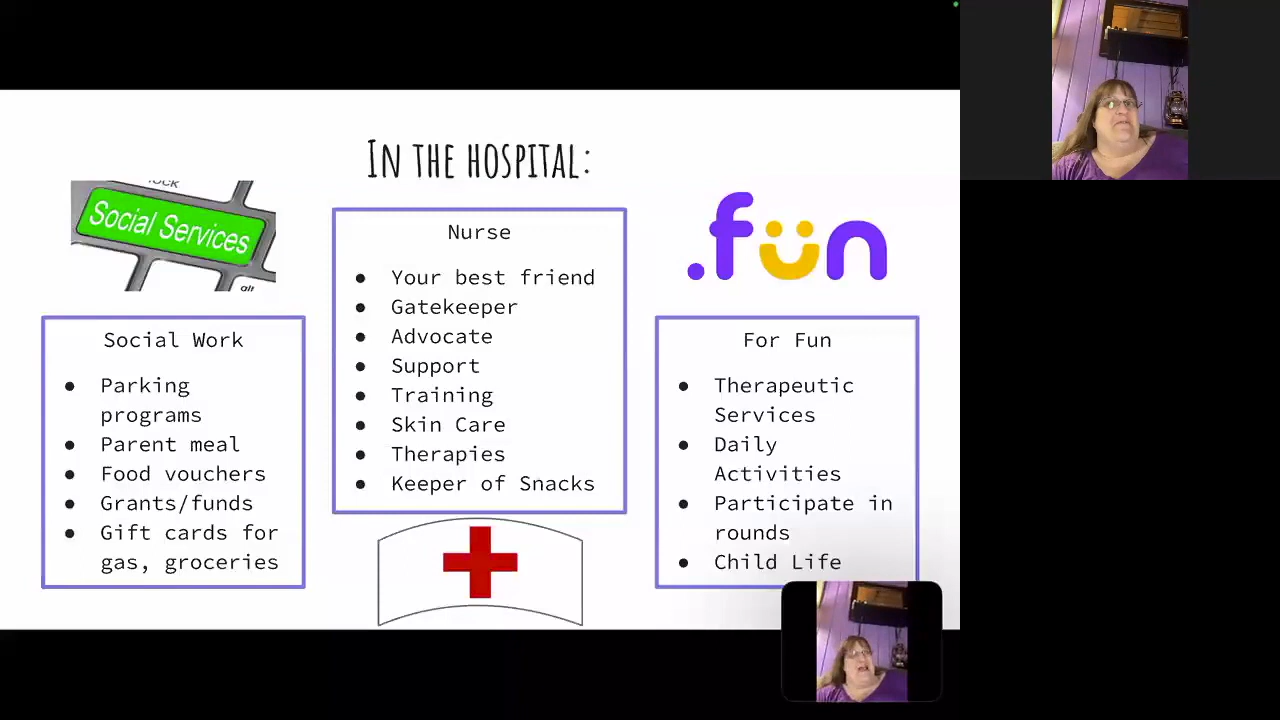 In the hospital:
ock
Social Services
alt
.fun
Nurse
● Your best friend
● Gatekeeper
● Advocate
● Support
● Training
● Skin Care
● Therapies
● Keeper of Snacks
Social Work
● Parking
programs
● Parent meal
● Food vouchers
● Grants/funds
● Gift cards for
gas, groceries
For Fun
● Therapeutic
Services
● Daily
Activities
● Participate in
rounds
● Child Life